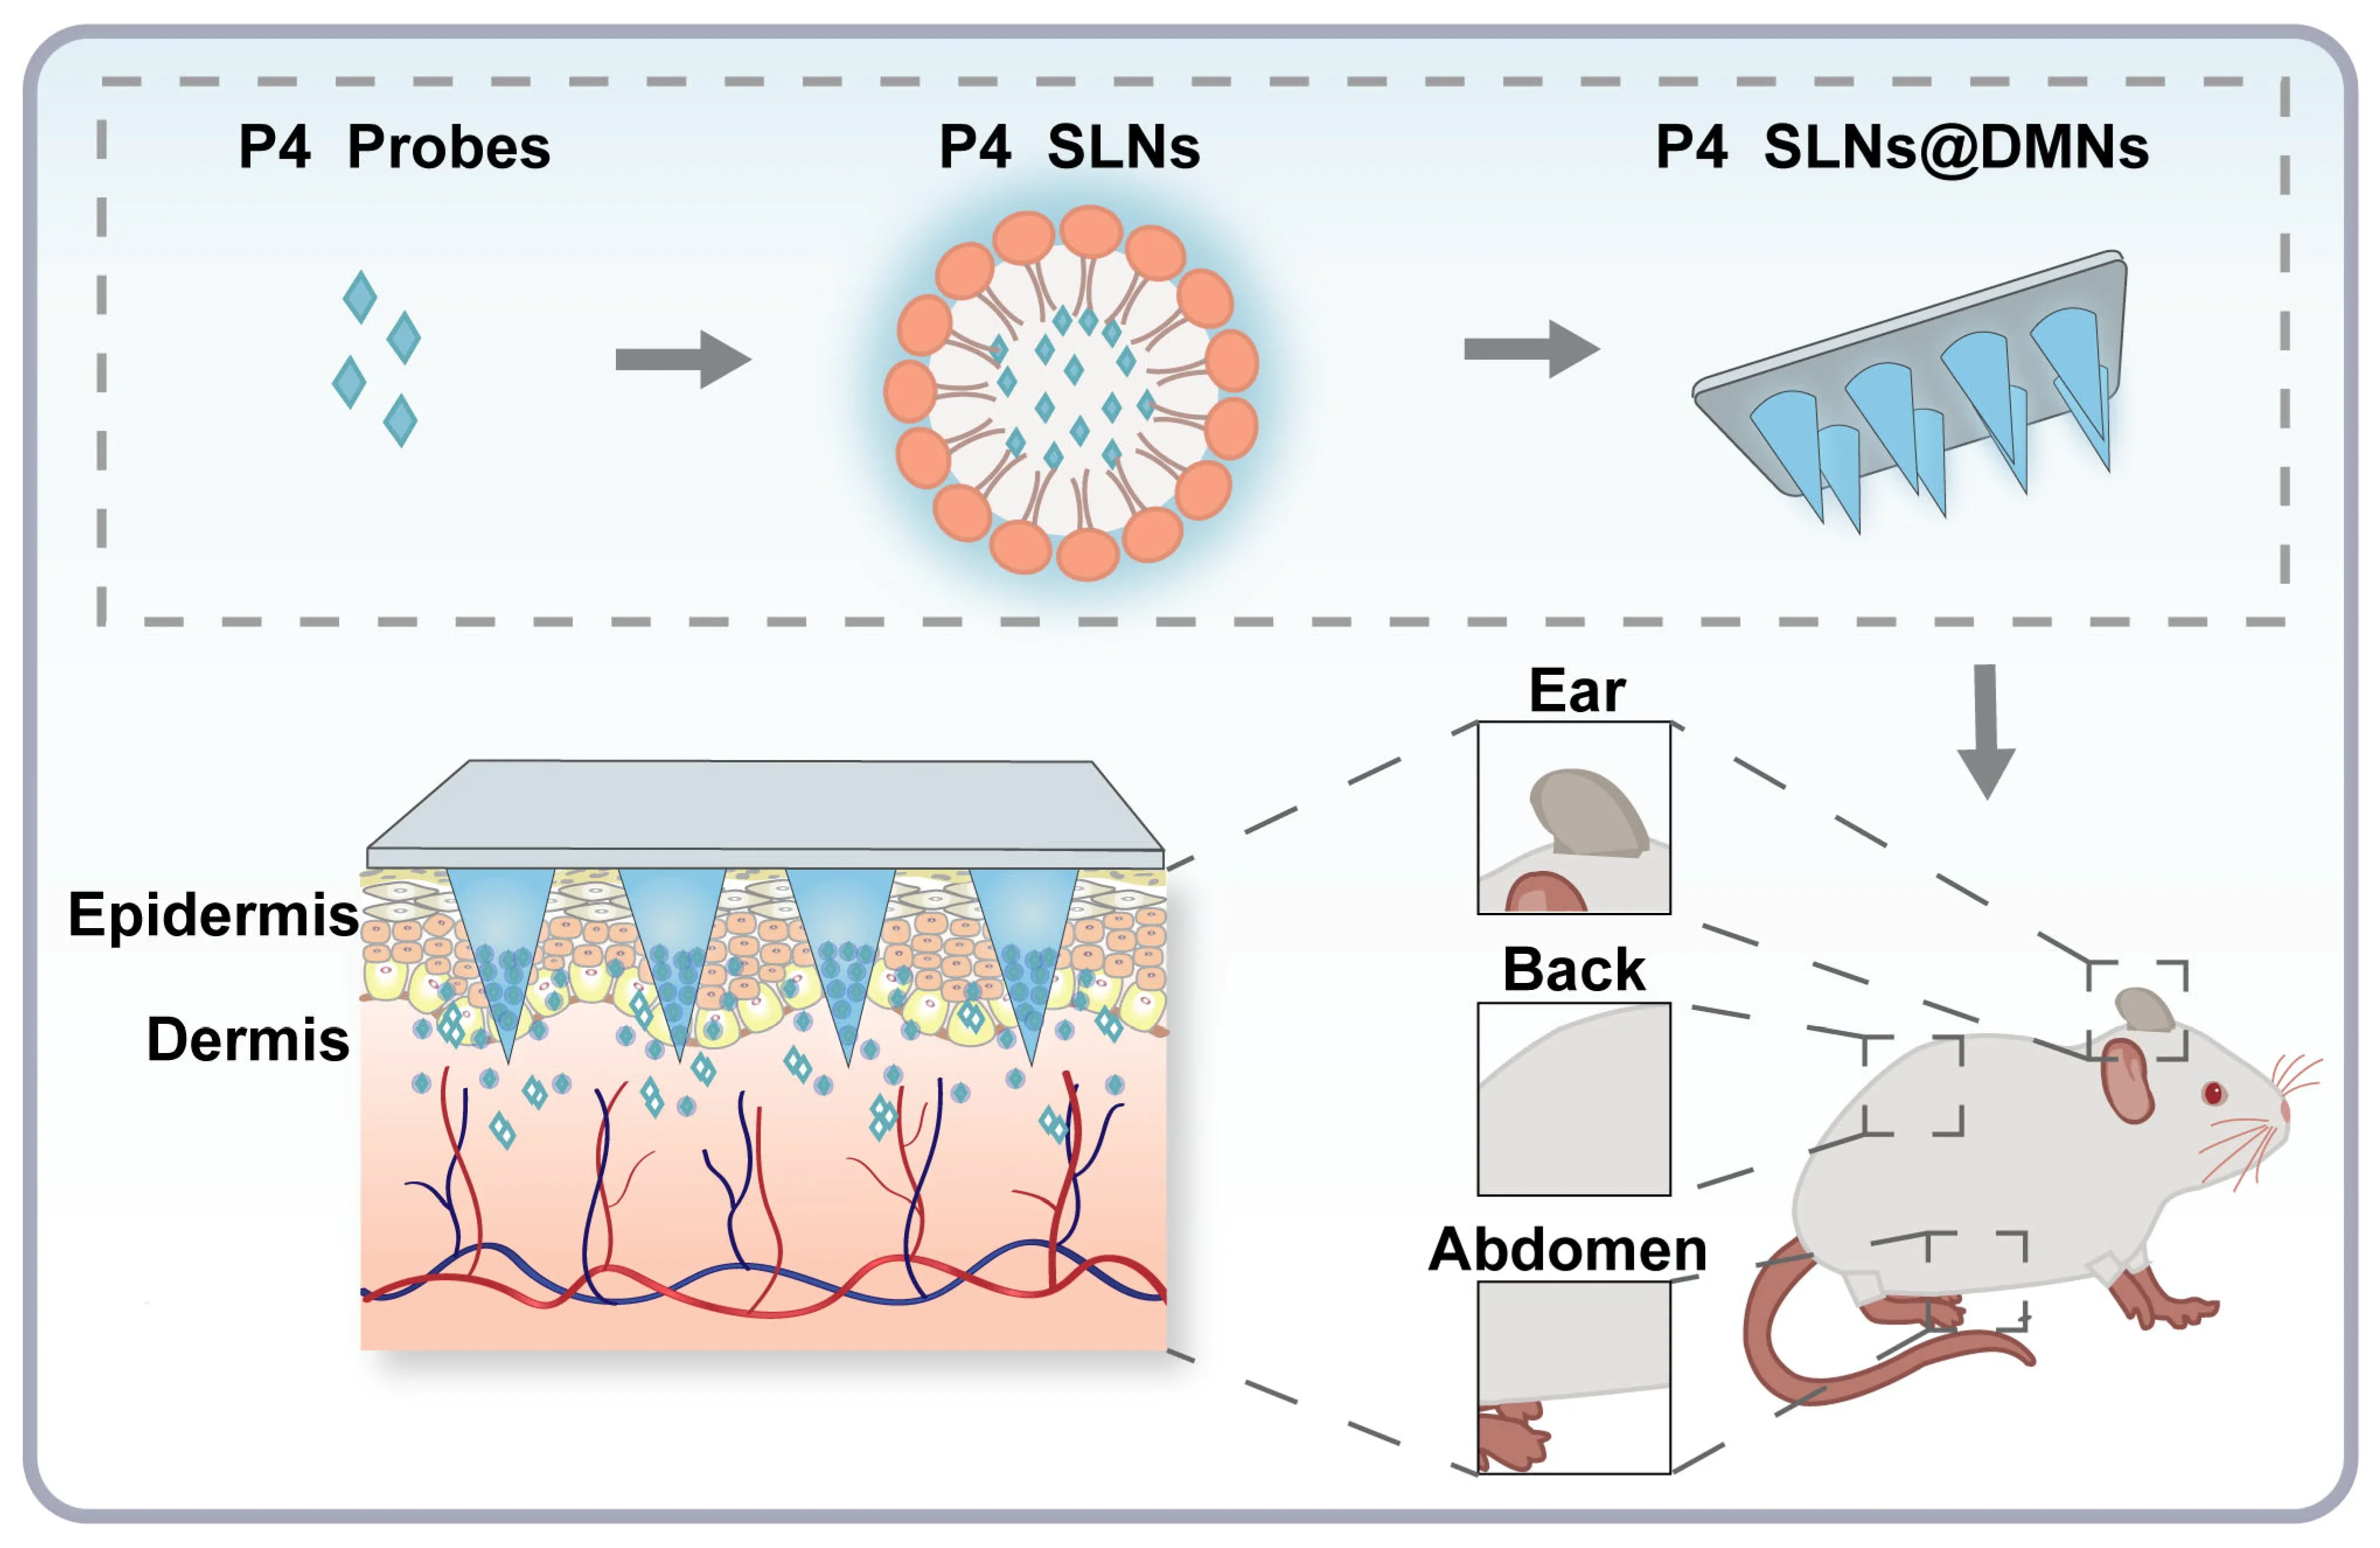 P4 Probes
P4 SLNs
P4 SLNs@DMNs
Ear
Epidermis
Back
Dermis
Abdomen